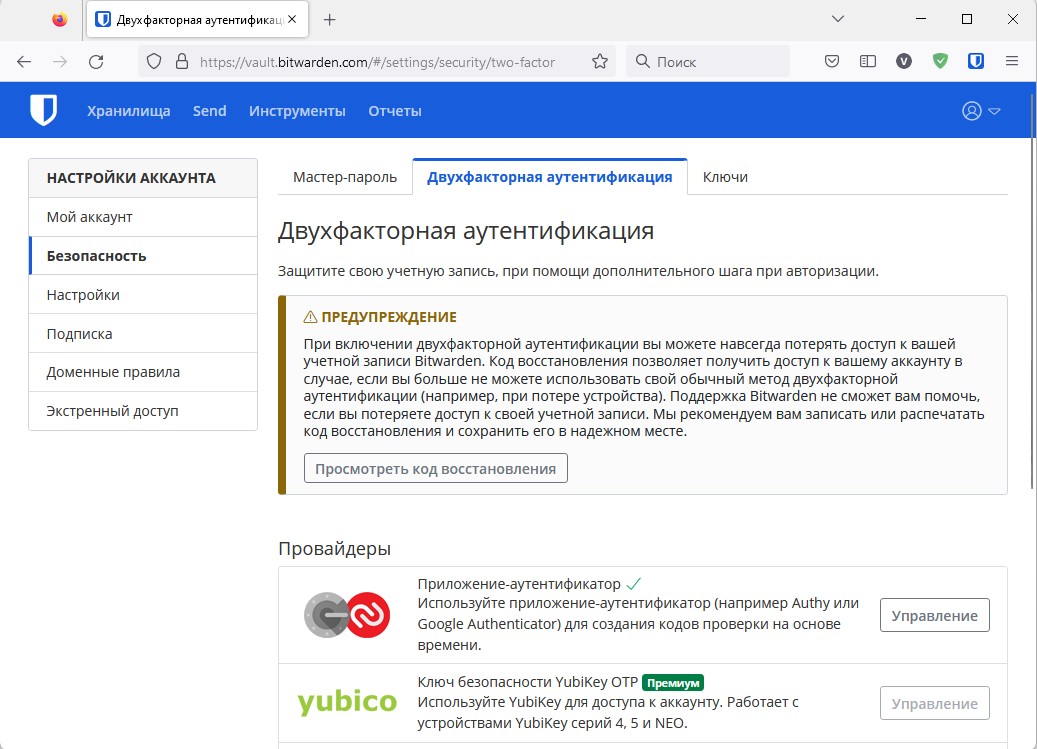 Двухфакторная аутентификац
https://vault.bitwarden.com/#/settings/security/two-factor
Поиск
V
Хранилища
Send
Инструменты
Отчеты
НАСТРОЙКИ АККАУНТА
Мой аккаунт
Безопасность
Настройки
Подписка
Доменные правила
Экстренный доступ
Мастер-пароль
Двухфакторная аутентификация
Ключи
Двухфакторная аутентификация
Защитите свою учетную запись, при помощи дополнительного шага при авторизации.
ПРЕДУПРЕЖДЕНИЕ
При включении двухфакторной аутентификации вы можете навсегда потерять доступ к вашей
учетной записи Bitwarden. Код восстановления позволяет получить доступ к вашему аккаунту в
случае, если вы больше не можете использовать свой обычный метод двухфакторной
аутентификации (например, при потере устройства). Поддержка Bitwarden не сможет вам помочь,
если вы потеряете доступ к своей учетной записи. Мы рекомендуем вам записать или распечатать
код восстановления и сохранить его в надежном месте.
Просмотреть код восстановления
Провайдеры
Приложение-аутентификатор
Используйте приложение-аутентификатор (например Authy или
Google Authenticator) для создания кодов проверки на основе
времени.
Управление
yubico
Ключ безопасности YubiKey OTP Премиум
Используйте YubiKey для доступа к аккаунту. Работает с
устройствами YubiKey серий 4, 5 и NEO.
Управление